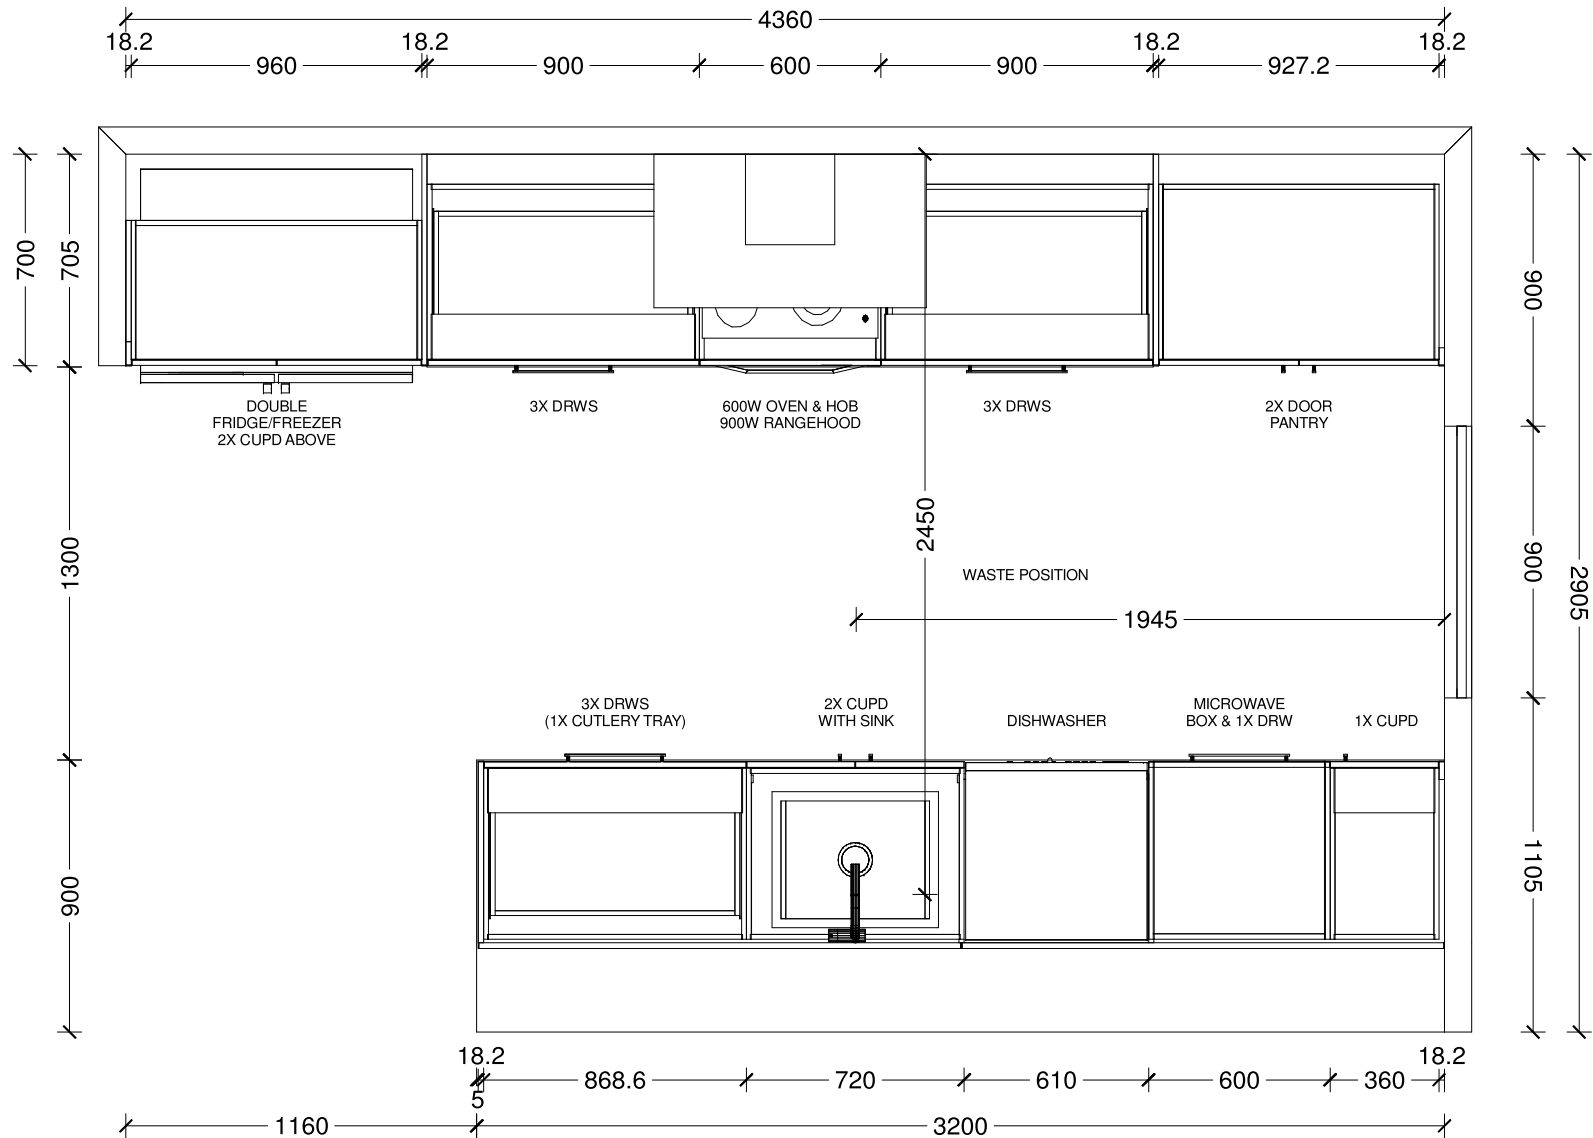 4360
18.2 18.2 18.2 18.2
960 900 600 900 927.2
700
705
900
DOUBLE
FRIDGE/FREEZER
2X CUPD ABOVE
3X DRWS
600W OVEN & HOB
900W RANGEHOOD
3X DRWS
2X DOOR
PANTRY
1300
2450
900
2905
WASTE POSITION
1945
3X DRWS
(1X CUTLERY TRAY)
2X CUPD
WITH SINK
DISHWASHER
MICROWAVE
BOX & 1X DRW
1X CUPD
900
1105
18.2 18.2
868.6 720 610 600 360
5
1160 3200